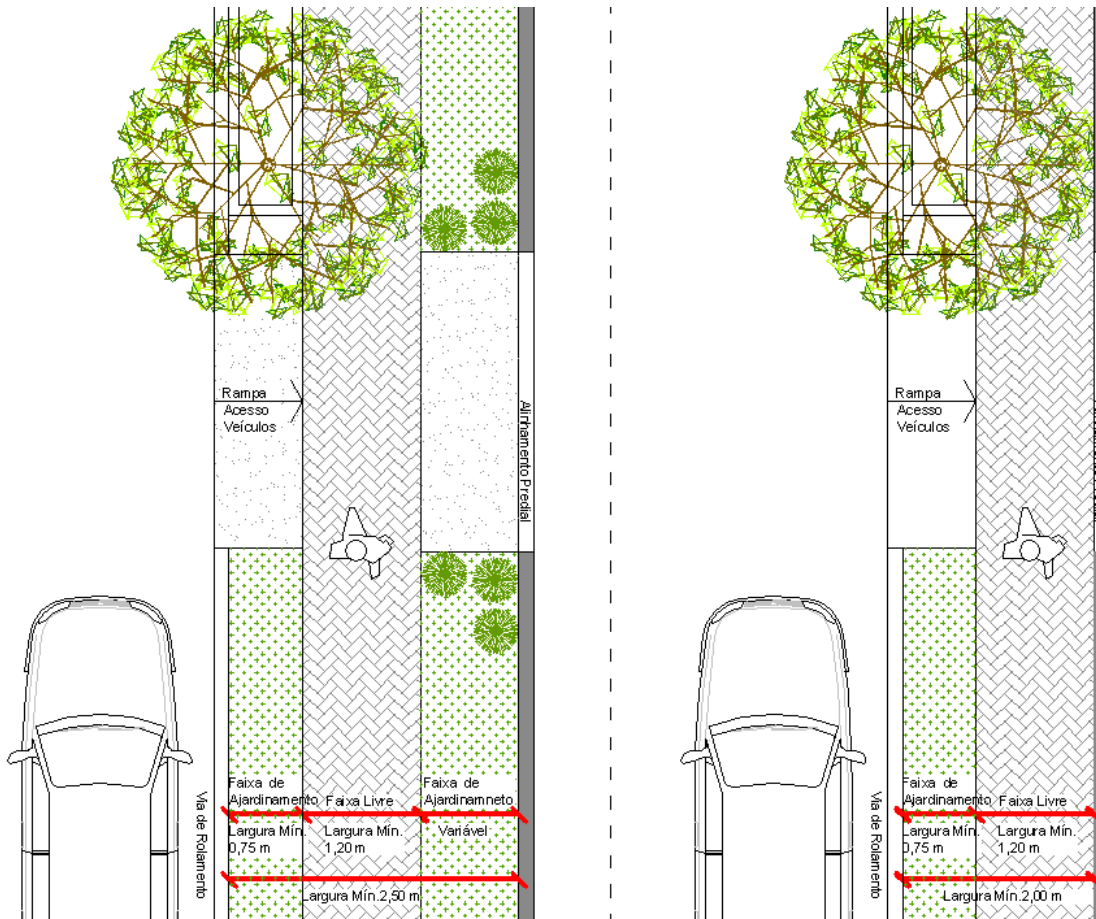 Rampa
Acesso
Veículos
Alinhamento Predial
Faixa de
Ajardinamento
Faixa Livre
Faixa de
Ajardinamneto
Largura Mín.
0,75 m
Largura Mín.
1,20 m
Variável
Largura Mín.2,50 m
Via de Rolamento
Rampa
Acesso
Veículos
Faixa de
Ajardinamento
Faixa Livre
Largura Mín.
0,75 m
Largura Mín.
1,20 m
Largura Mín.2,00 m
Via de Rolamento